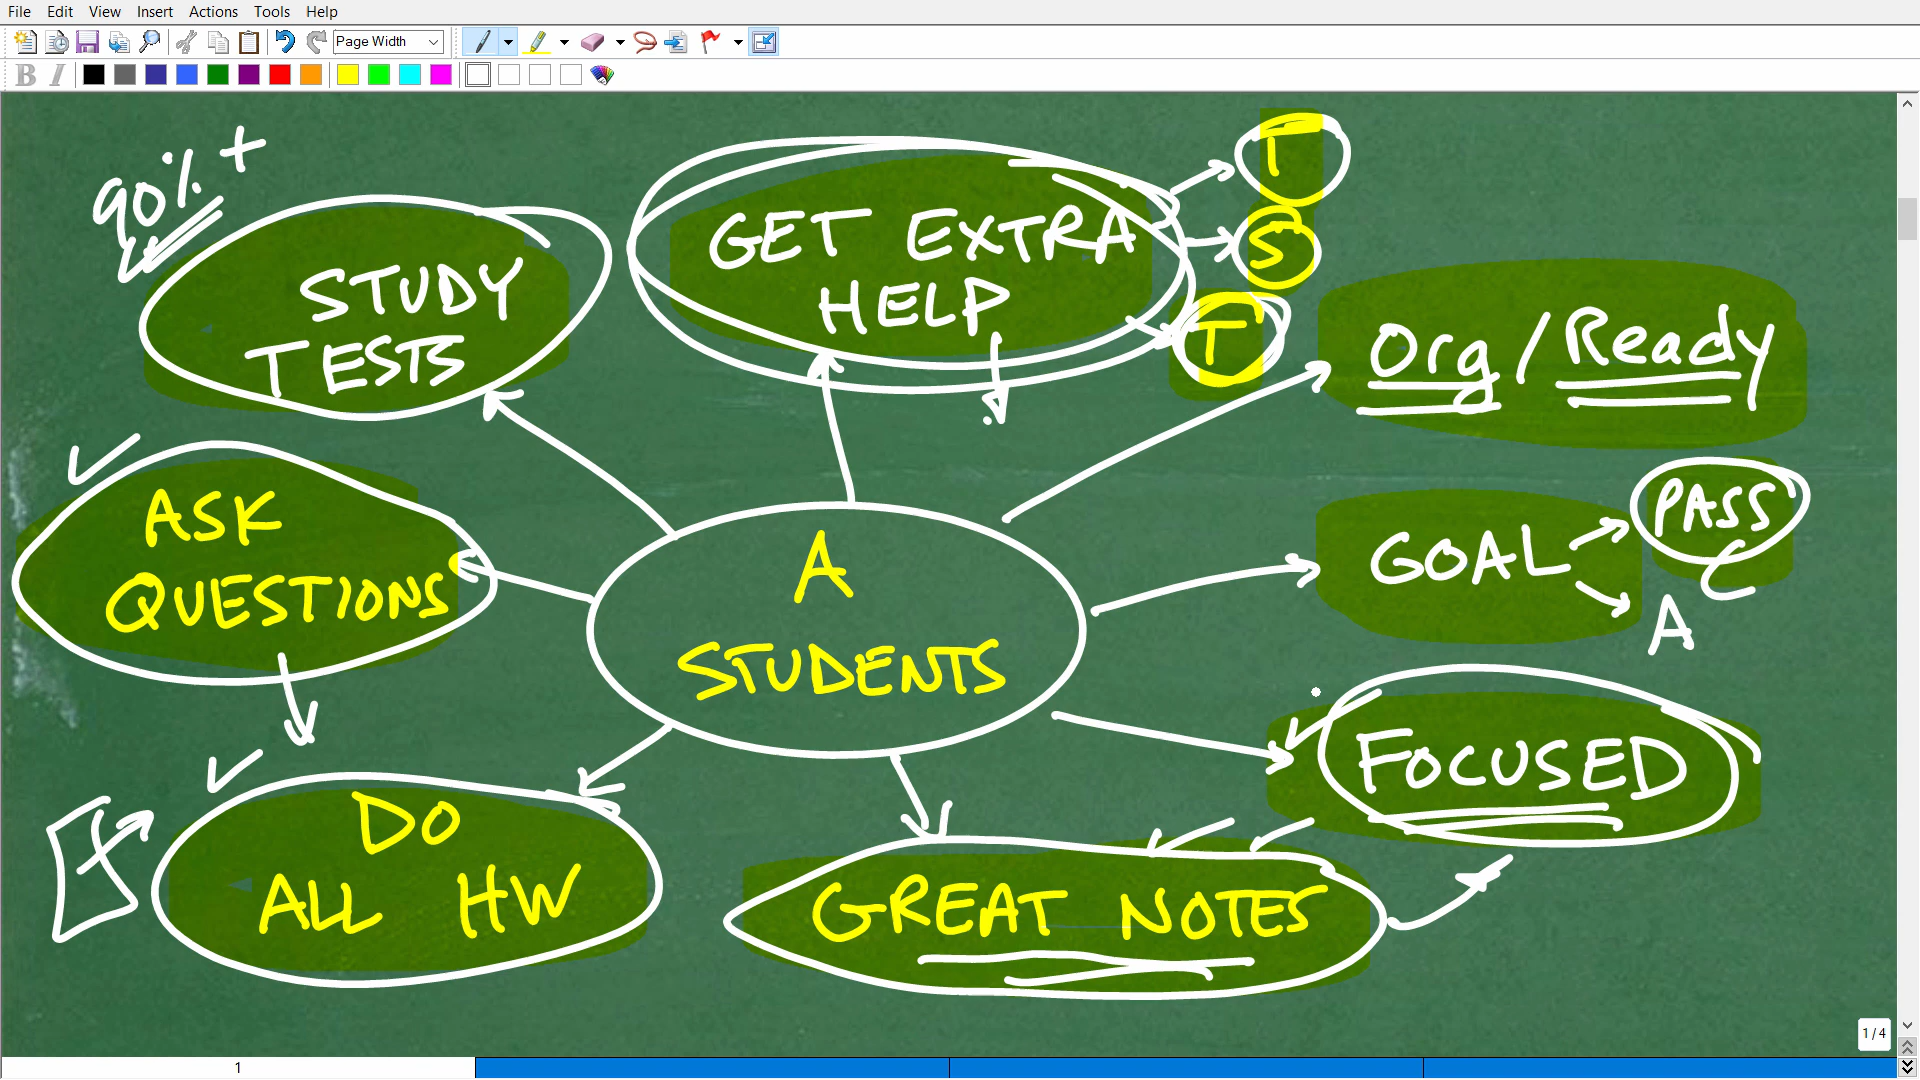 File Edit View Insert Actions Tools Help
Page Width
B I
90% +
STUDY
TESTS
GET EXTRA
HELP
T
S
T
Org / Ready
ASK
QUESTIONS
A
STUDENTS
GOAL
PASS
C
A
FOCUSED
DO
ALL HW
GREAT NOTES
1 / 4
1